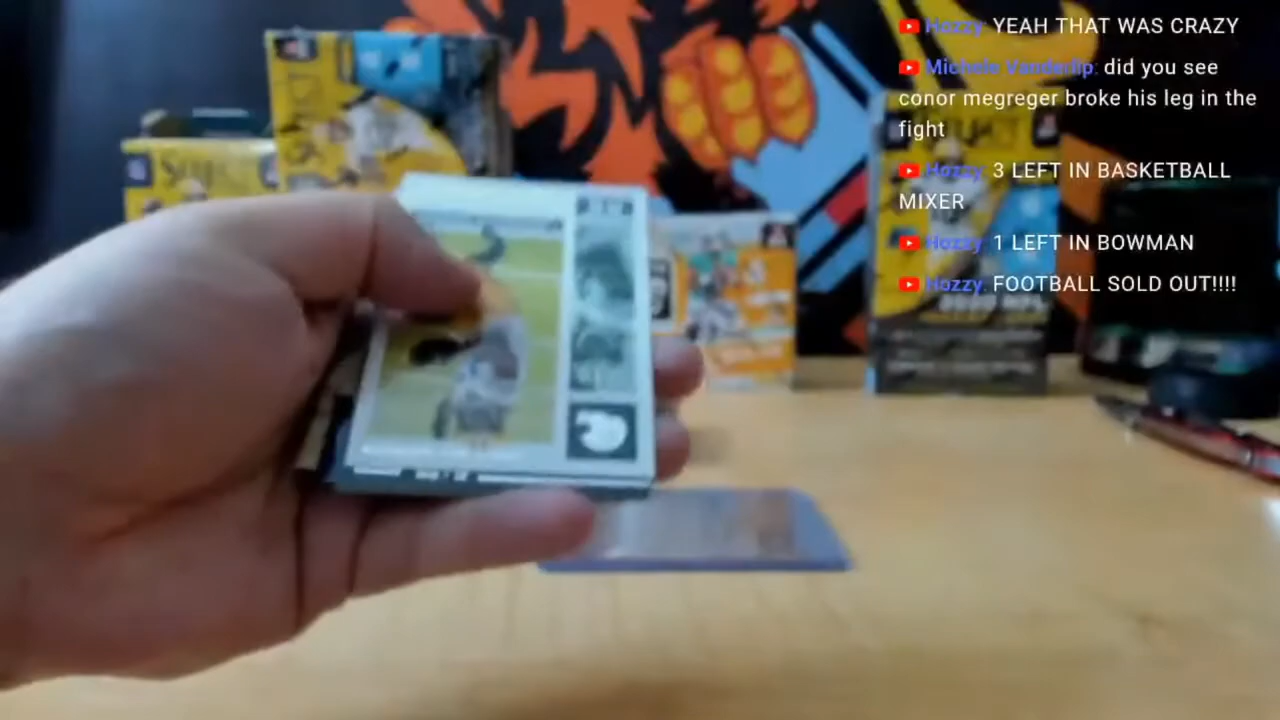 Hozzy: YEAH THAT WAS CRAZY
Michele Vanderlip: did you see
conor megreger broke his leg in the
fight
Hozzy: 3 LEFT IN BASKETBALL
MIXER
Hozzy: 1 LEFT IN BOWMAN
Hozzy: FOOTBALL SOLD OUT!!!!